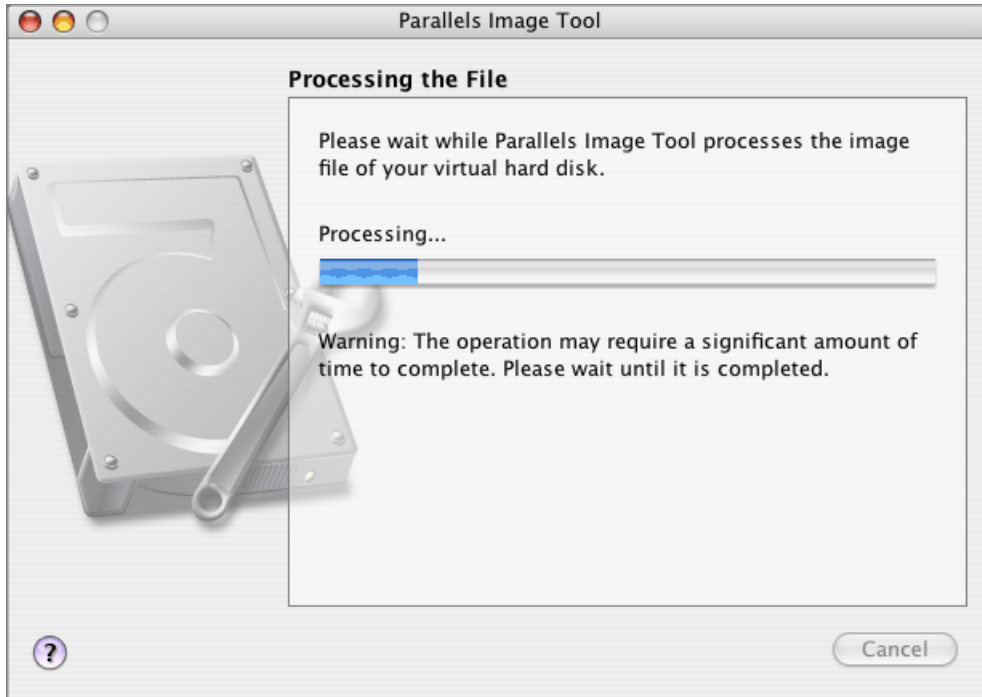 Parallels Image Tool
Processing the File
Please wait while Parallels Image Tool processes the image
file of your virtual hard disk.
Processing...
Warning: The operation may require a significant amount of
time to complete. Please wait until it is completed.
?
Cancel